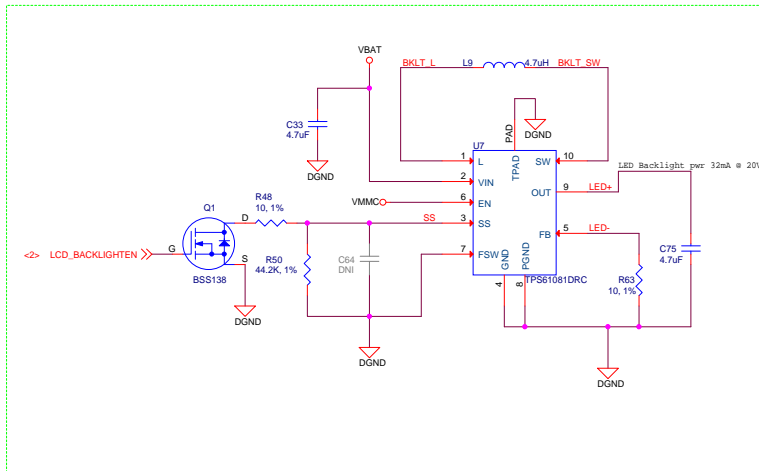 VBAT
BKLT_L
L9
4.7uH
BKLT_SW
C33
4.7uF
DGND
PAD
DGND
U7
1
L
TPAD
SW
10
LED Backlight pwr 32mA @ 20V
2
VIN
OUT
9
LED+
VMMC
6
EN
Q1
R48
10, 1%
D
SS
3
SS
FB
5
LED-
<2> LCD_BACKLIGHTEN
G
S
BSS138
R50
44.2K, 1%
C64
DNI
7
FSW
GND
PGND
TPS61081DRC
4
8
R63
10, 1%
C75
4.7uF
DGND
DGND
DGND